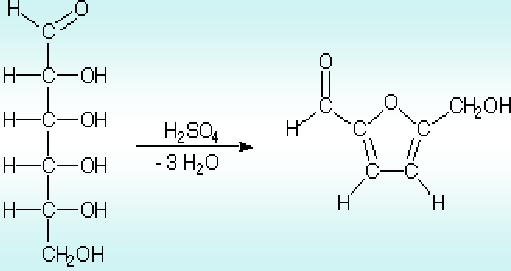 H O
C
H C OH
H C OH
H C OH
H C OH
CH₂OH
H₂SO₄
- 3 H₂O
O
H C C O C CH₂OH
C C
H H